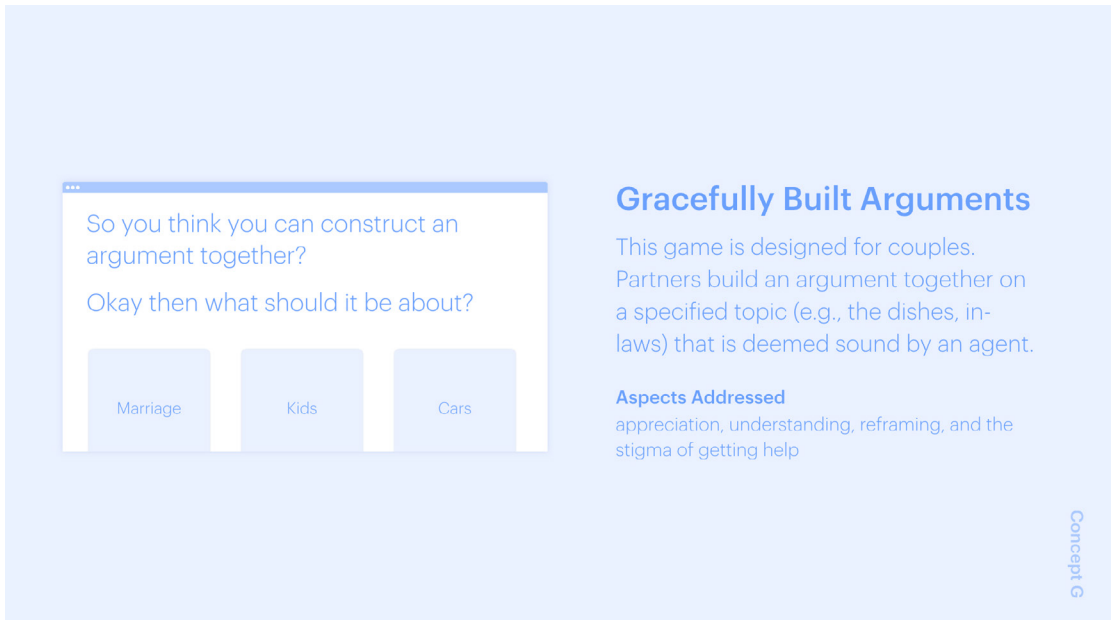 So you think you can construct an
argument together?
Okay then what should it be about?
Marriage
Kids
Cars
Gracefully Built Arguments
This game is designed for couples.
Partners build an argument together on
a specified topic (e.g., the dishes, in-
laws) that is deemed sound by an agent.
Aspects Addressed
appreciation, understanding, reframing, and the
stigma of getting help
Concept G